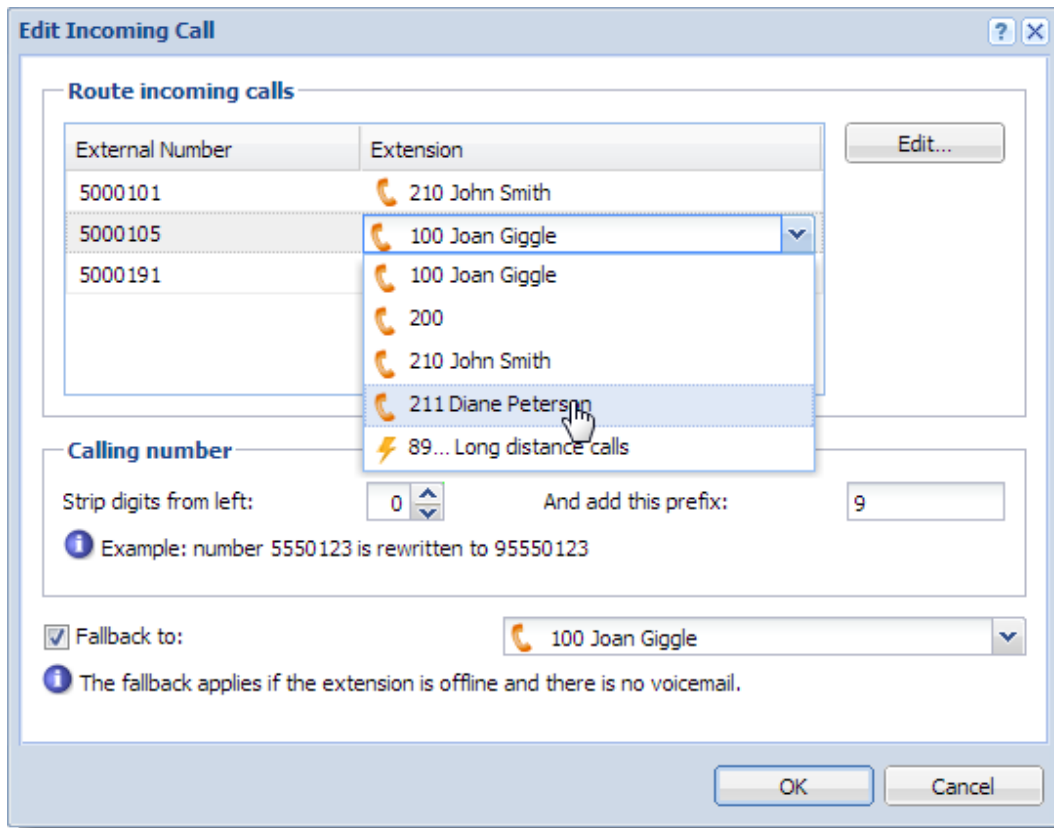 Edit Incoming Call
Route incoming calls
External Number Extension Edit...
5000101 210 John Smith
5000105 100 Joan Giggle
5000191 100 Joan Giggle
200
210 John Smith
211 Diane Peterson
89... Long distance calls
Calling number
Strip digits from left: 0 And add this prefix: 9
Example: number 5550123 is rewritten to 95550123
Fallback to: 100 Joan Giggle
The fallback applies if the extension is offline and there is no voicemail.
OK Cancel